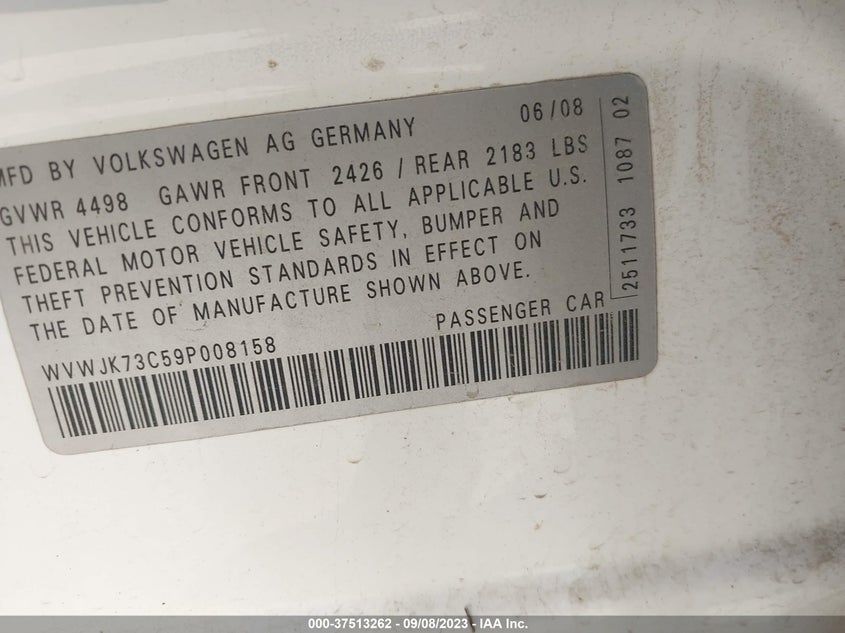 MFD BY VOLKSWAGEN AG GERMANY 06/08
GVWR 4498 GAWR FRONT 2426 / REAR 2183 LBS
THIS VEHICLE CONFORMS TO ALL APPLICABLE U.S.
FEDERAL MOTOR VEHICLE SAFETY, BUMPER AND
THEFT PREVENTION STANDARDS IN EFFECT ON
THE DATE OF MANUFACTURE SHOWN ABOVE.
WVWJK73C59P008158 PASSENGER CAR
2511733 1087 02
000-37513262 - 09/08/2023 - IAA Inc.